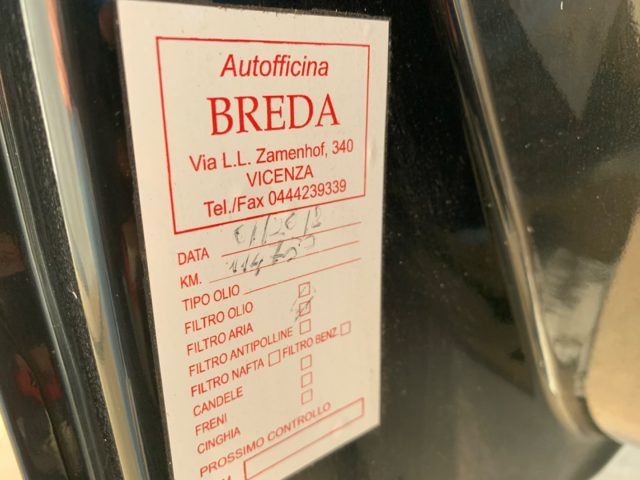 Autofficina
BREDA
Via L.L. Zamenhof, 340
VICENZA
Tel./Fax 0444239339
DATA
KM.
TIPO OLIO
FILTRO OLIO
FILTRO ARIA
FILTRO ANTIPOLLINE
FILTRO NAFTA FILTRO BENZ.
CANDELE
FRENI
CINGHIA
PROSSIMO CONTROLLO